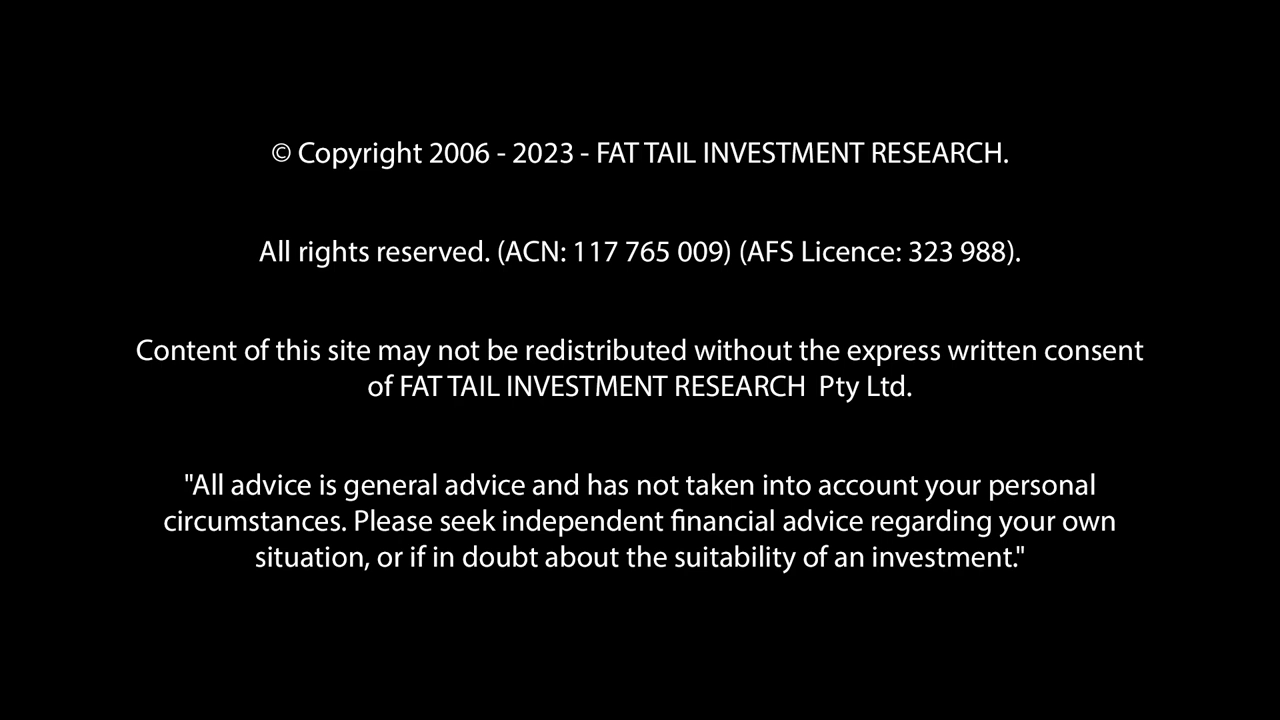 © Copyright 2006 - 2023 - FAT TAIL INVESTMENT RESEARCH.
All rights reserved. (ACN: 117 765 009) (AFS Licence: 323 988).
Content of this site may not be redistributed without the express written consent
of FAT TAIL INVESTMENT RESEARCH  Pty Ltd.
"All advice is general advice and has not taken into account your personal
circumstances. Please seek independent financial advice regarding your own
situation, or if in doubt about the suitability of an investment."